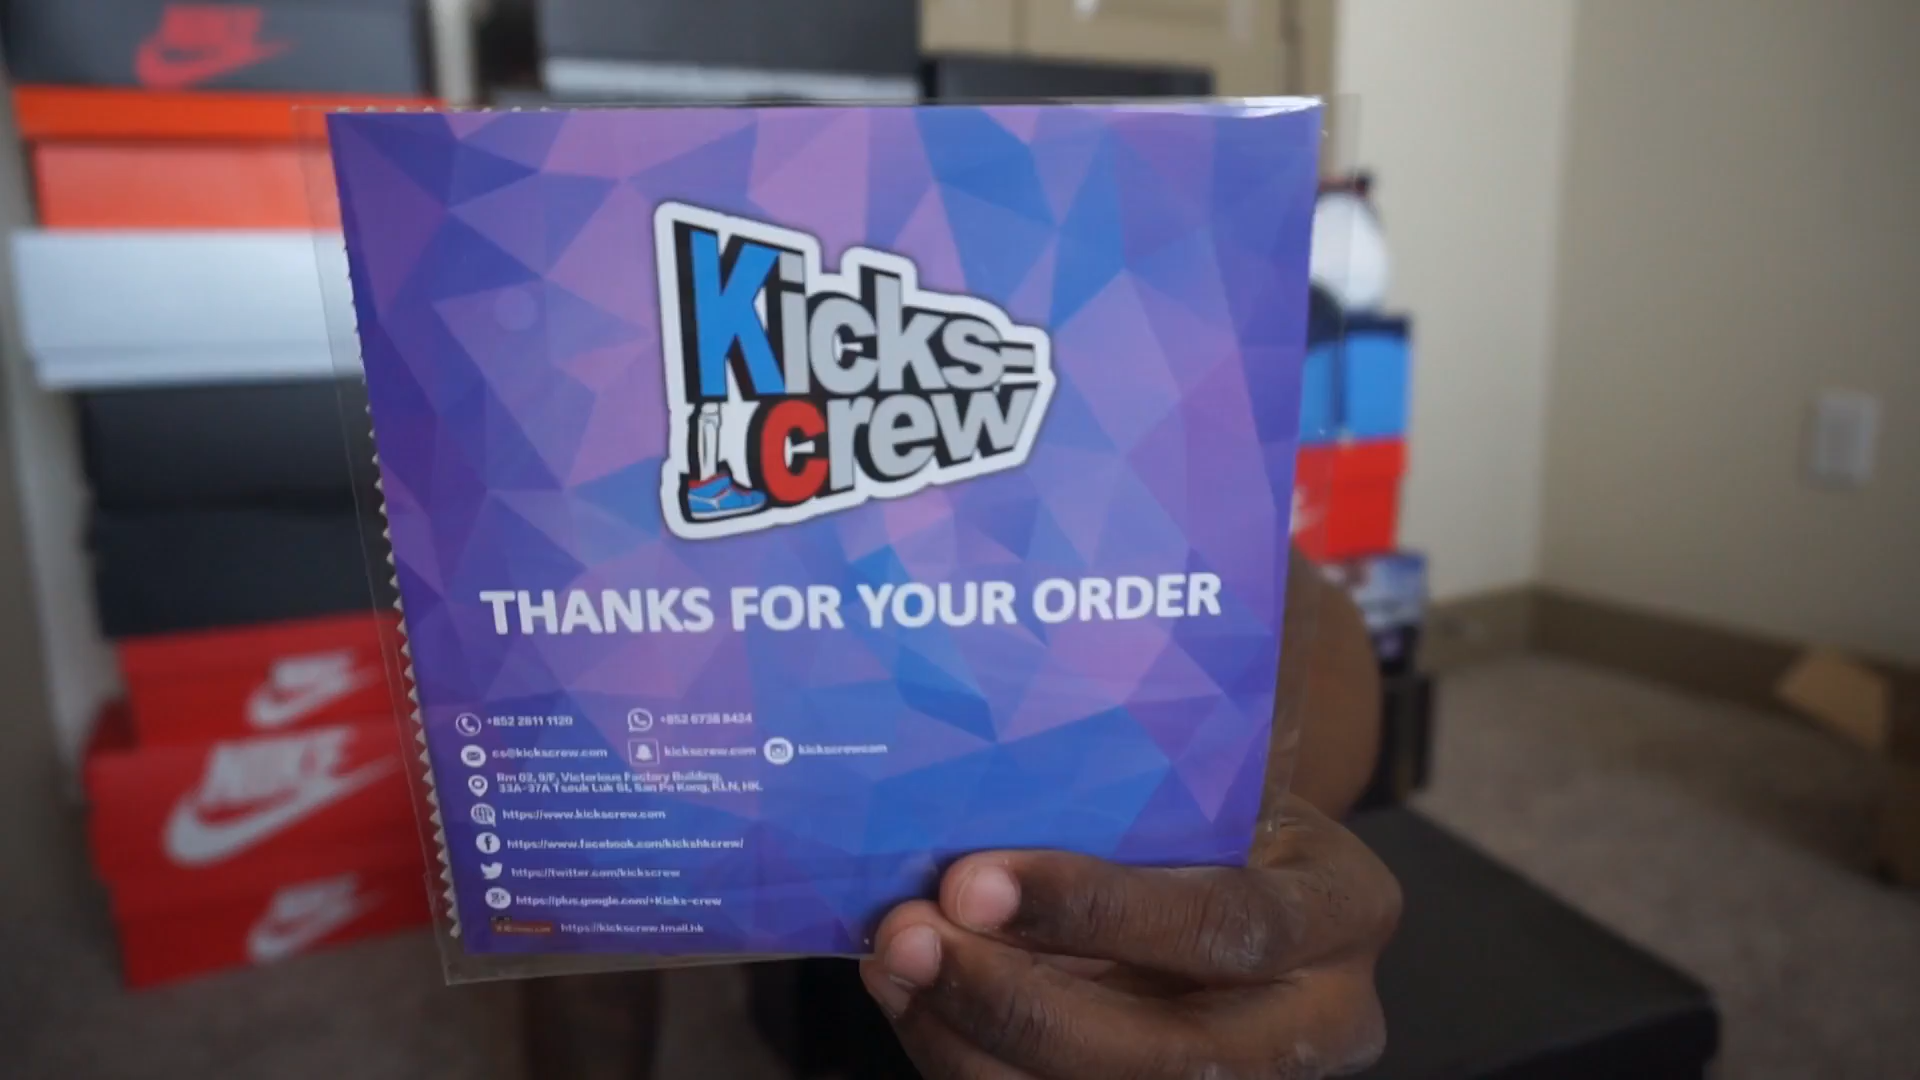 NIKE
Kicks=
crew
THANKS FOR YOUR ORDER
+852 2811 1120
+852 6738 8424
cs@kickscrew.com
kickscrew.com
kickscrewcom
Rm 02, 9/F, Victorious Factory Building,
33A-37A Tseuk Luk St, San Po Kong, KLN, HK.
https://www.kickscrew.com
https://www.facebook.com/kickshkcrew/
https://twitter.com/kickscrew
https://plus.google.com/+Kicks-crew
https://kickscrew.tmall.hk
NIKE
NIKE
NIKE